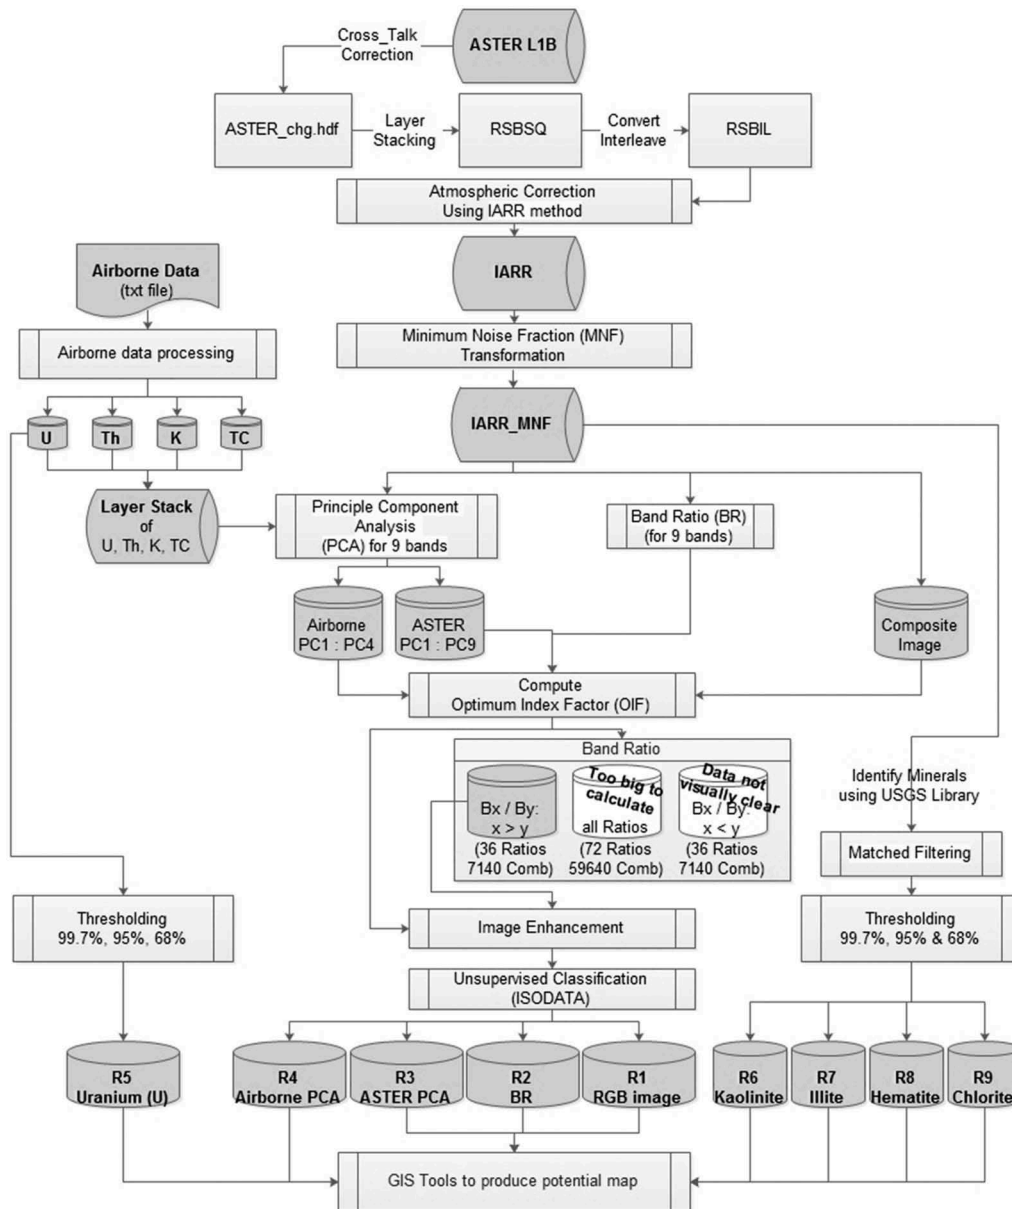 Cross_Talk
Correction
ASTER L1B
ASTER_chg.hdf
Layer
Stacking
RSBSQ
Convert
Interleave
RSBIL
Atmospheric Correction
Using IARR method
IARR
Airborne Data
(txt file)
Minimum Noise Fraction (MNF)
Transformation
Airborne data processing
IARR_MNF
U
Th
K
TC
Layer Stack
of
U, Th, K, TC
Principle Component
Analysis
(PCA) for 9 bands
Band Ratio (BR)
(for 9 bands)
Airborne
PC1 : PC4
ASTER
PC1 : PC9
Composite
Image
Compute
Optimum Index Factor (OIF)
Band Ratio
Bx / By:
x > y
(36 Ratios
7140 Comb)
Too big to
calculate
all Ratios
(72 Ratios
59640 Comb)
Data not
visually clear
Bx / By:
x < y
(36 Ratios
7140 Comb)
Identify Minerals
using USGS Library
Matched Filtering
Thresholding
99.7%, 95%, 68%
Image Enhancement
Thresholding
99.7%, 95% & 68%
Unsupervised Classification
(ISODATA)
R5
Uranium (U)
R4
Airborne PCA
R3
ASTER PCA
R2
BR
R1
RGB image
R6
Kaolinite
R7
Illite
R8
Hematite
R9
Chlorite
GIS Tools to produce potential map